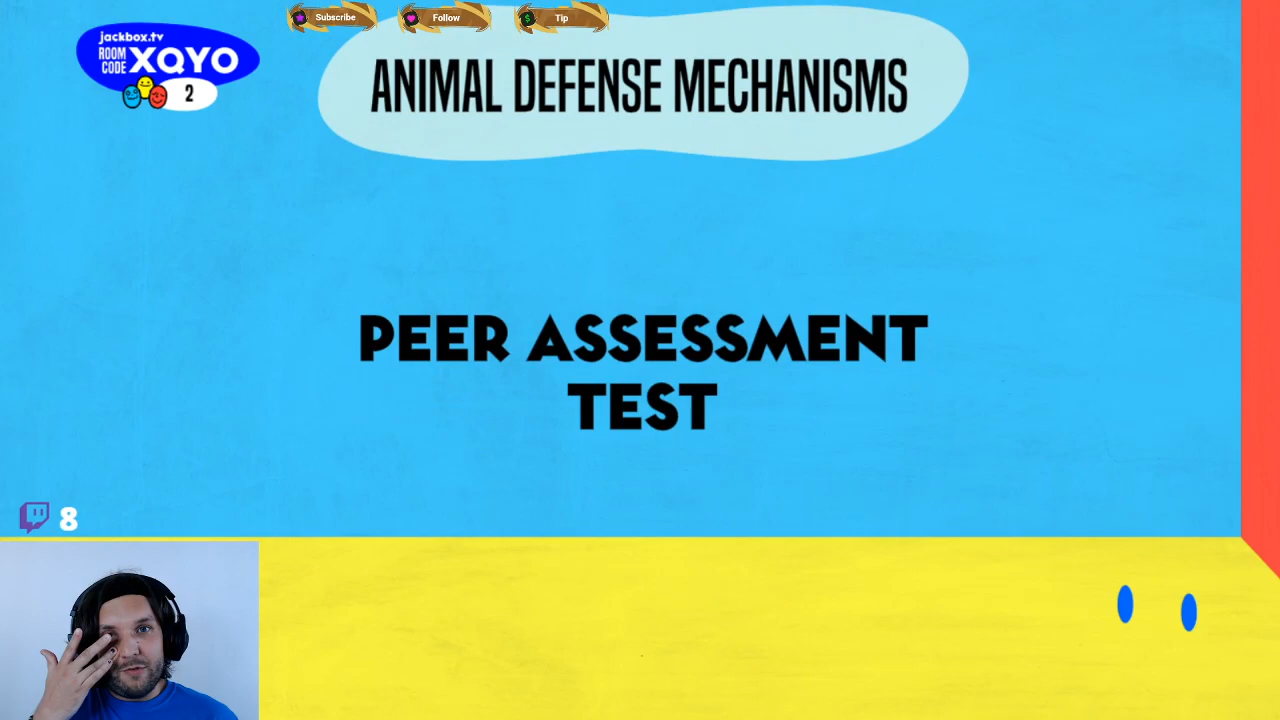 Subscribe
Follow
Tip
jackbox.tv
ROOM CODE XQYO
2
ANIMAL DEFENSE MECHANISMS
PEER ASSESSMENT
TEST
8